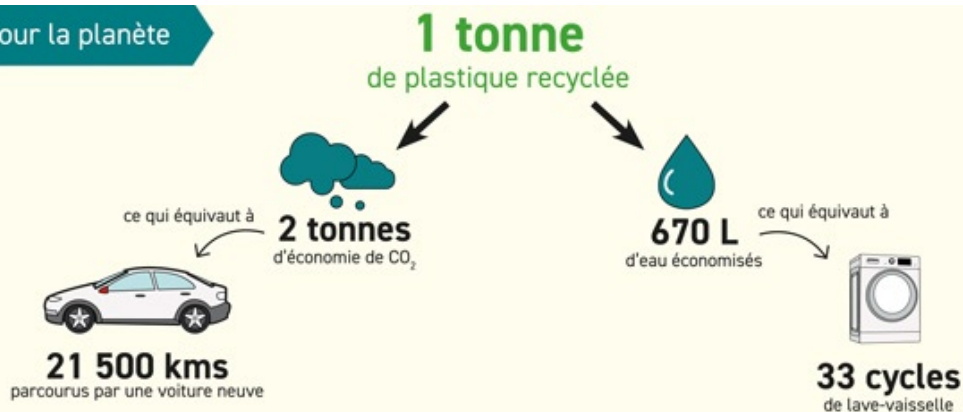 our la planète
1 tonne
de plastique recyclée
ce qui équivaut à
2 tonnes
d'économie de CO₂
21 500 kms
parcourus par une voiture neuve
670 L
d'eau économisés
ce qui équivaut à
33 cycles
de lave-vaisselle